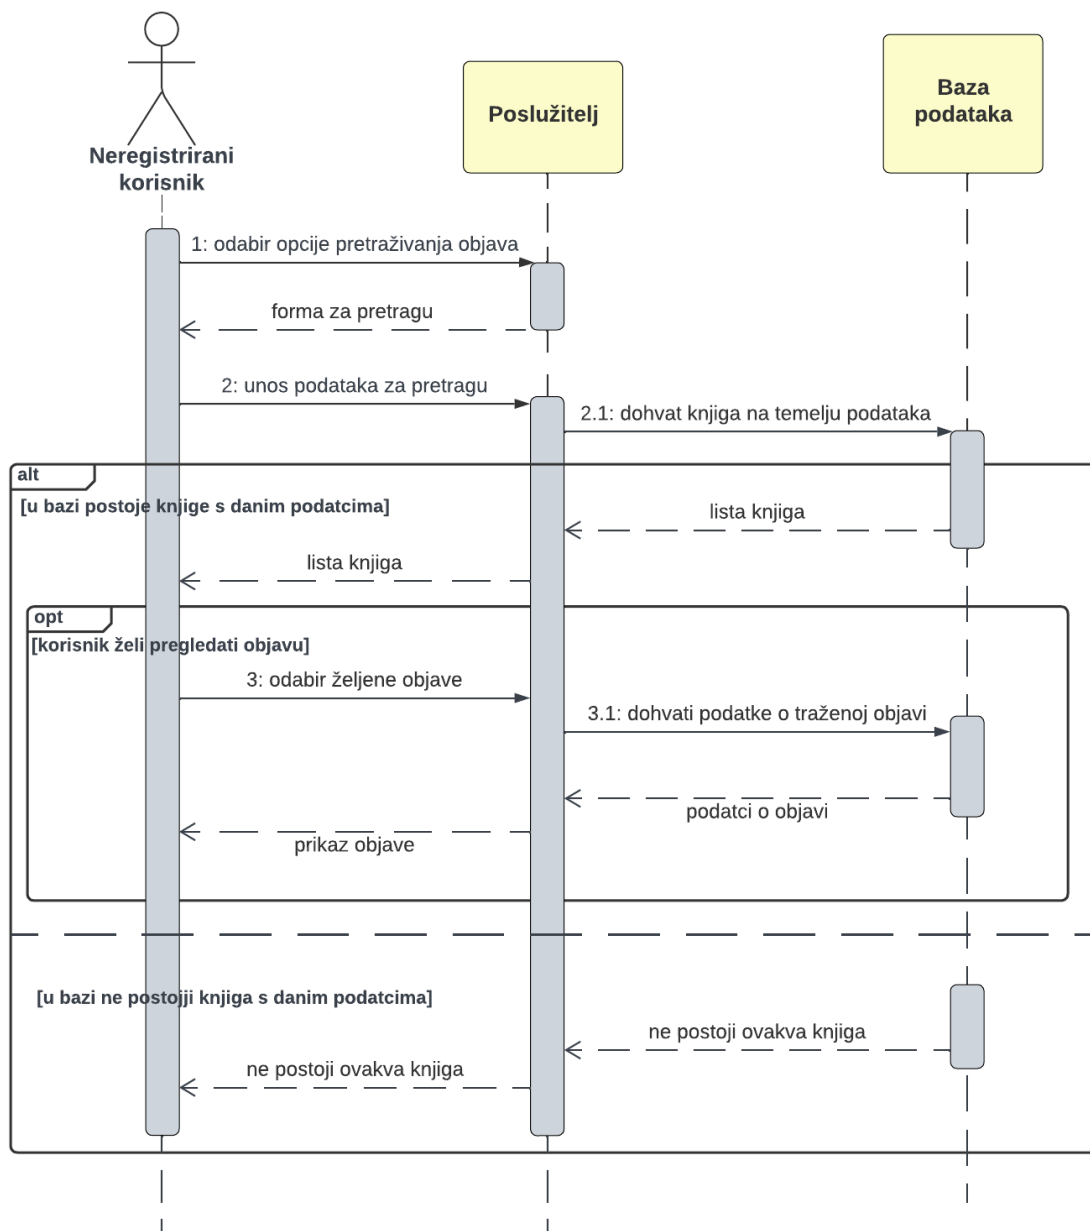 Neregistrirani
korisnik
Poslužitelj
Baza
podataka
1: odabir opcije pretraživanja objava
forma za pretragu
2: unos podataka za pretragu
2.1: dohvat knjiga na temelju podataka
alt
[u bazi postoje knjige s danim podatcima]
lista knjiga
lista knjiga
opt
[korisnik želi pregledati objavu]
3: odabir željene objave
3.1: dohvati podatke o traženoj objavi
podatci o objavi
prikaz objave
[u bazi ne postojji knjiga s danim podatcima]
ne postoji ovakva knjiga
ne postoji ovakva knjiga